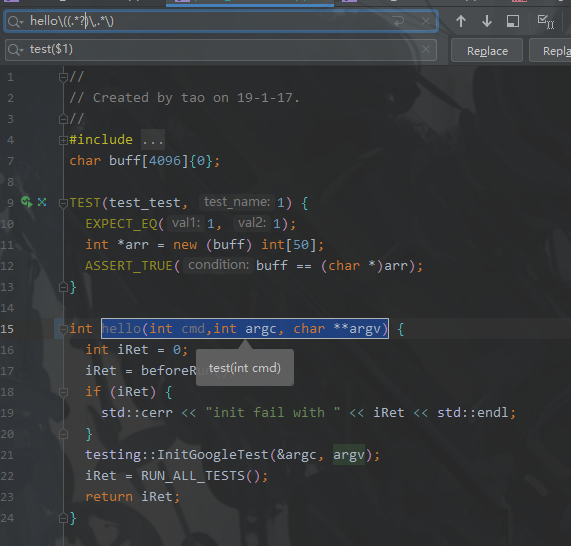 hello\((.*?)\,.*\)
test($1)
Replace
Repla
1 //
2 // Created by tao on 19-1-17.
3 //
4 #include ...
7 char buff[4096]{0};
8
9 TEST(test_test, test_name: 1) {
10 EXPECT_EQ( val1: 1, val2: 1);
11 int *arr = new (buff) int[50];
12 ASSERT_TRUE( condition: buff == (char *)arr);
13 }
14
15 int hello(int cmd,int argc, char **argv) {
16 int iRet = 0;
test(int cmd)
17 iRet = beforeR
18 if (iRet) {
19 std::cerr << "init fail with " << iRet << std::endl;
20 }
21 testing::InitGoogleTest(&argc, argv);
22 iRet = RUN_ALL_TESTS();
23 return iRet;
24 }